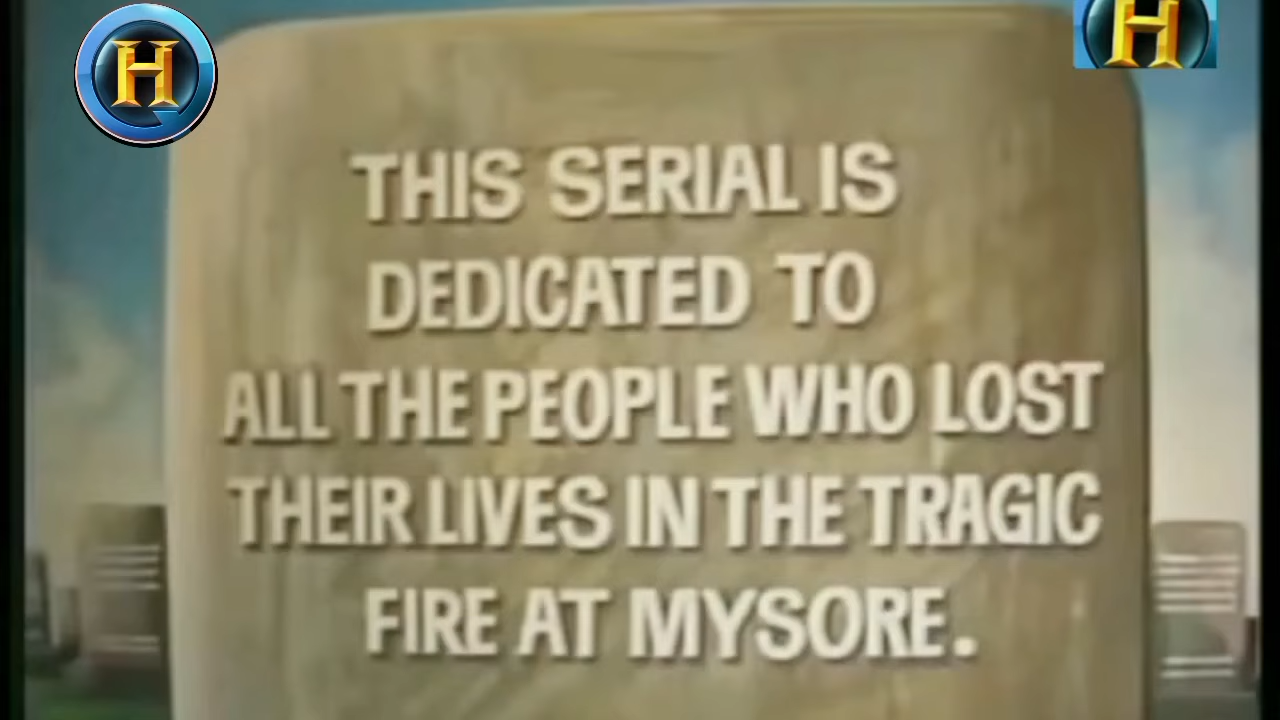 H
H
THIS SERIAL IS
DEDICATED TO
ALL THE PEOPLE WHO LOST
THEIR LIVES IN THE TRAGIC
FIRE AT MYSORE.